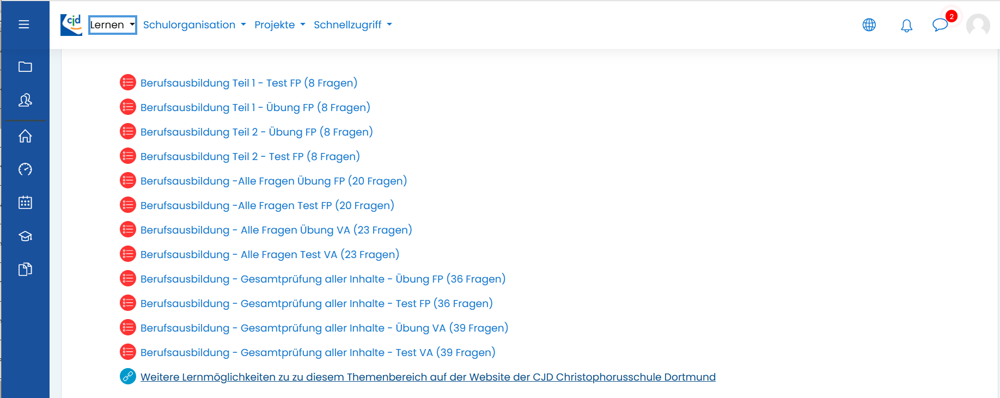 cjd Lernen Schulorganisation Projekte Schnellzugriff 2
Berufsausbildung Teil 1 - Test FP (8 Fragen)
Berufsausbildung Teil 1 - Übung FP (8 Fragen)
Berufsausbildung Teil 2 - Übung FP (8 Fragen)
Berufsausbildung Teil 2 - Test FP (8 Fragen)
Berufsausbildung -Alle Fragen Übung FP (20 Fragen)
Berufsausbildung -Alle Fragen Test FP (20 Fragen)
Berufsausbildung - Alle Fragen Übung VA (23 Fragen)
Berufsausbildung - Alle Fragen Test VA (23 Fragen)
Berufsausbildung - Gesamtprüfung aller Inhalte - Übung FP (36 Fragen)
Berufsausbildung - Gesamtprüfung aller Inhalte - Test FP (36 Fragen)
Berufsausbildung - Gesamtprüfung aller Inhalte - Übung VA (39 Fragen)
Berufsausbildung - Gesamtprüfung aller Inhalte - Test VA (39 Fragen)
Weitere Lernmöglichkeiten zu zu diesem Themenbereich auf der Website der CJD Christophorusschule Dortmund